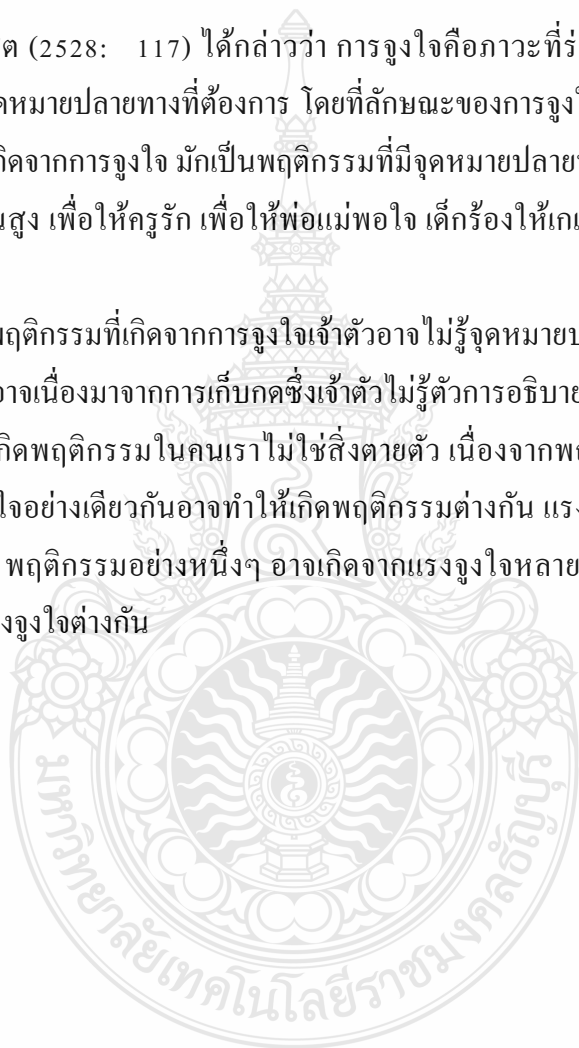 ต (2528: 117) ได้กล่าวว่า การจูงใจคือภาวะที่ร่
ดหมายปลายทางที่ต้องการ โดยที่ลักษณะของการจูงใ
กิดจากการจูงใจ มักเป็นพฤติกรรมที่มีจุดหมายปลายท
นสูง เพื่อให้ครูรัก เพื่อให้พ่อแม่พอใจ เด็กร้องให้เก
พฤติกรรมที่เกิดจากการจูงใจเจ้าตัวอาจไม่รู้จุดหมายป
อาจเนื่องมาจากการเก็บกดซึ่งเจ้าตัวไม่รู้ตัวการอธิบาย
กิดพฤติกรรมในคนเราไม่ใช่สิ่งตายตัว เนื่องจากพฤ
ใจอย่างเดียวกันอาจทำให้เกิดพฤติกรรมต่างกัน แรง
พฤติกรรมอย่างหนึ่งๆ อาจเกิดจากแรงจูงใจหลาย
งจูงใจต่างกัน
มหาวิทยาลัยเทคโนโลยีราชมงคลธัญบุรี